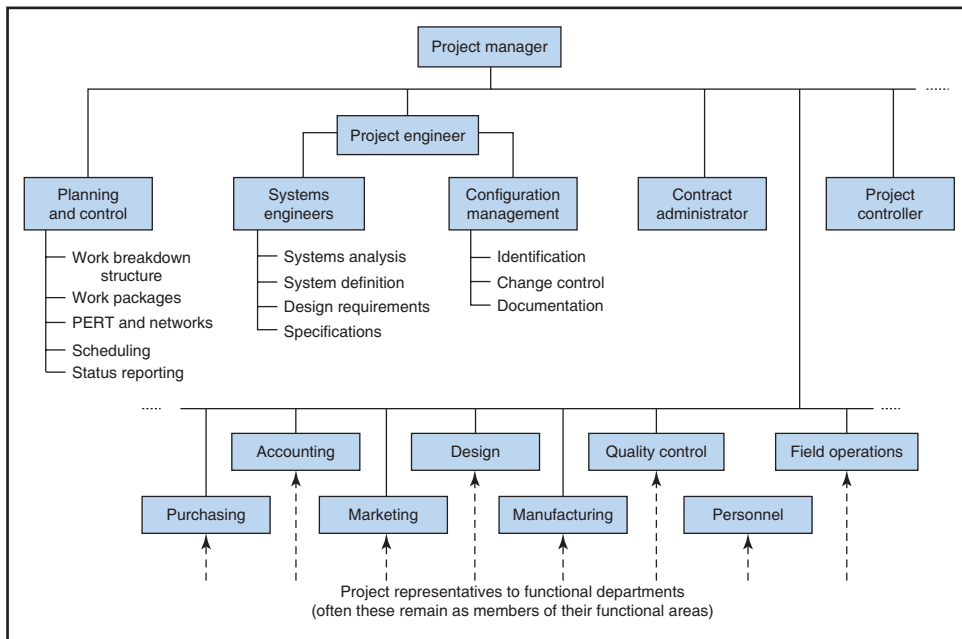 Project manager
Project engineer
Planning
and control
Systems
engineers
Configuration
management
Contract
administrator
Project
controller
Work breakdown
structure
Work packages
PERT and networks
Scheduling
Status reporting
Systems analysis
System definition
Design requirements
Specifications
Identification
Change control
Documentation
Accounting
Design
Quality control
Field operations
Purchasing
Marketing
Manufacturing
Personnel
Project representatives to functional departments
(often these remain as members of their functional areas)